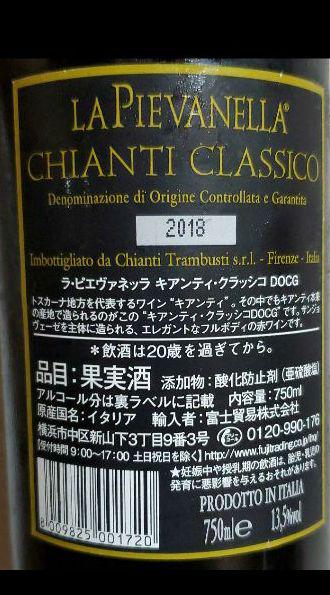 LA PIEVANELLA®
CHIANTI CLASSICO
Denominazione di Origine Controllata e Garantita
2018
Imbottigliato da Chianti Trambusti s.r.l. - Firenze - Italia
ラ・ピエヴァネッラ キアンティ・クラッシコ DOCG
トスカーナ地方を代表するワイン“キアンティ”。その中でもキアンティ本来
の産地で造られるのがこの“キアンティ・クラッシコDOCG”です。サンジョ
ヴェーゼを主体に造られる、エレガントなフルボディの赤ワインです。
*飲酒は20歳を過ぎてから。
品目:果実酒 添加物:酸化防止剤(亜硫酸塩)
アルコール分は裏ラベルに記載 内容量:750ml
原産国名:イタリア 輸入者:富士貿易株式会社
横浜市中区新山下3丁目9番3号 0120-990-176
【受付時間 9:00〜17:00 土日祝日を除く】http://www.fujitrading.co.jp/
★妊娠中や授乳期の飲酒は、胎児・乳児の
発育に悪影響を与えるおそれがあります。
PRODOTTO IN ITALIA
750ml e 13,5%vol
8 009825 001720